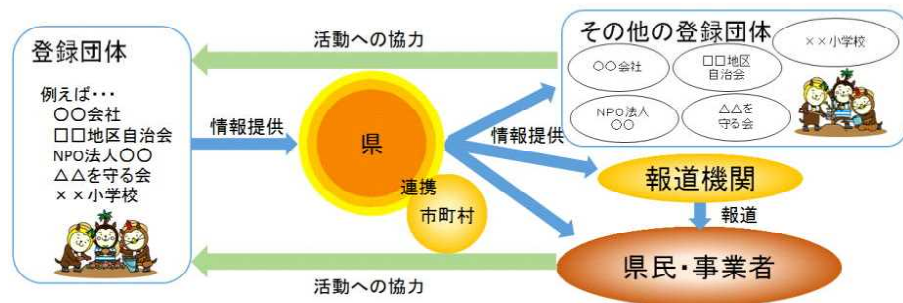 登録団体
例えば・・・
〇〇会社
□□地区自治会
NPO法人〇〇
△△を守る会
××小学校
活動への協力
情報提供
県
連携
市町村
情報提供
その他の登録団体
××小学校
〇〇会社
□□地区
自治会
NPO法人
〇〇
△△を
守る会
報道機関
報道
県民・事業者
活動への協力